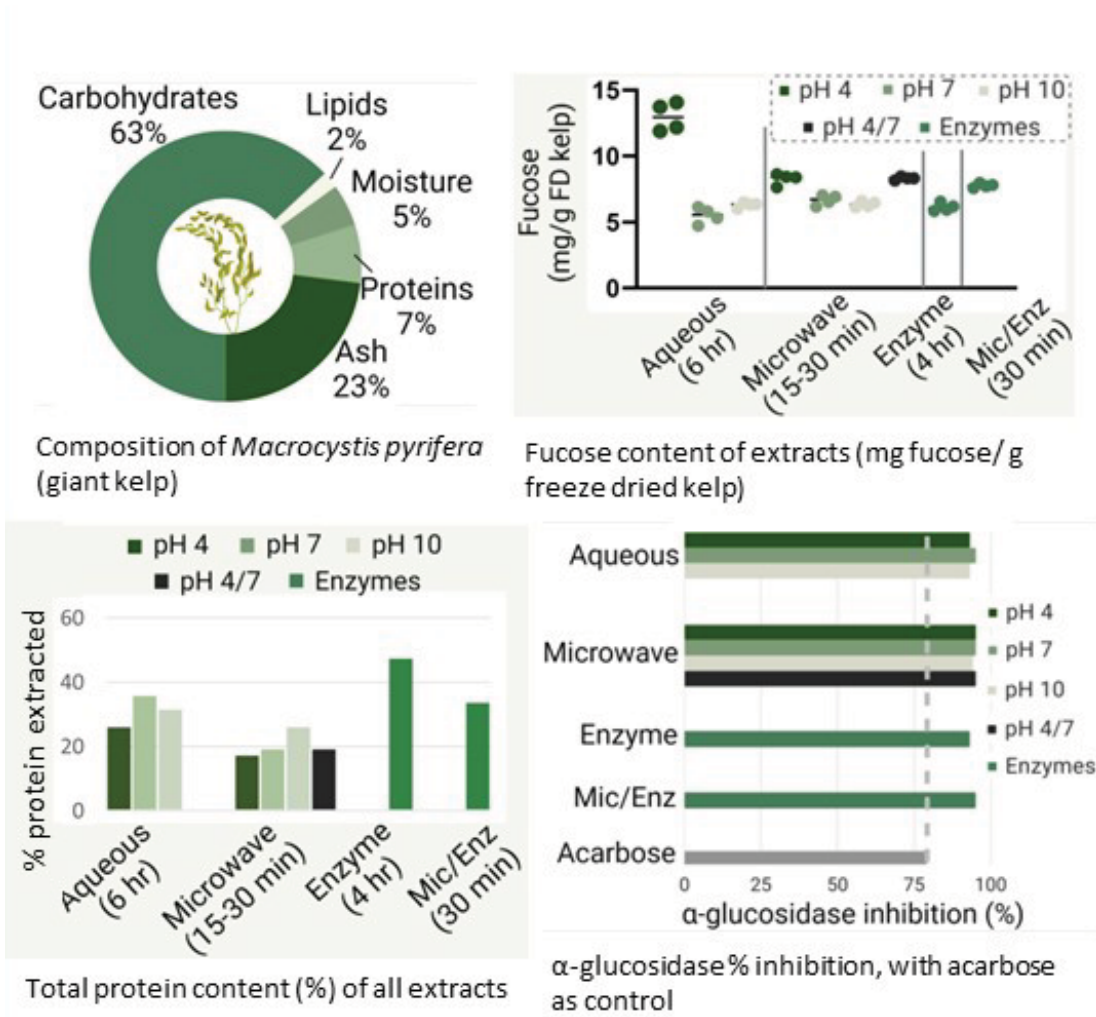 Carbohydrates
63%
Lipids
2%
Moisture
5%
Proteins
7%
Ash
23%
Composition of Macrocystis pyrifera
(giant kelp)
pH 4 pH 7 pH 10
pH 4/7 Enzymes
Fucose
(mg/g FD kelp)
15
10
5
0
Aqueous
(6 hr)
Microwave
(15-30 min)
Enzyme
(4 hr)
Mic/Enz
(30 min)
Fucose content of extracts (mg fucose/ g
freeze dried kelp)
pH 4 pH 7 pH 10
pH 4/7 Enzymes
% protein extracted
60
40
20
0
Aqueous
(6 hr)
Microwave
(15-30 min)
Enzyme
(4 hr)
Mic/Enz
(30 min)
Total protein content (%) of all extracts
Aqueous
Microwave
Enzyme
Mic/Enz
Acarbose
pH 4
pH 7
pH 10
pH 4/7
Enzymes
0 25 50 75 100
α-glucosidase inhibition (%)
α-glucosidase % inhibition, with acarbose
as control